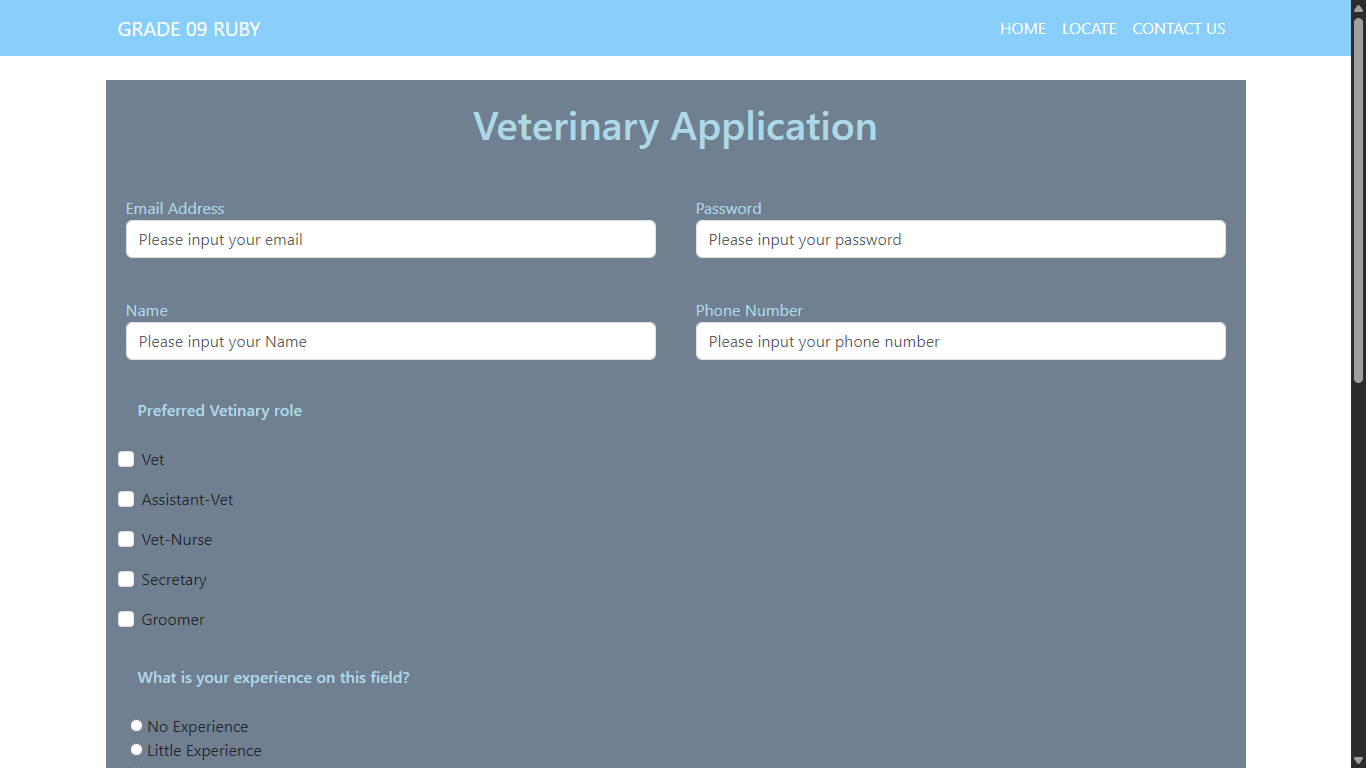 GRADE 09 RUBY HOME LOCATE CONTACT US
Veterinary Application
Email Address Password
Please input your email Please input your password
Name Phone Number
Please input your Name Please input your phone number
Preferred Vetinary role
Vet
Assistant-Vet
Vet-Nurse
Secretary
Groomer
What is your experience on this field?
No Experience
Little Experience